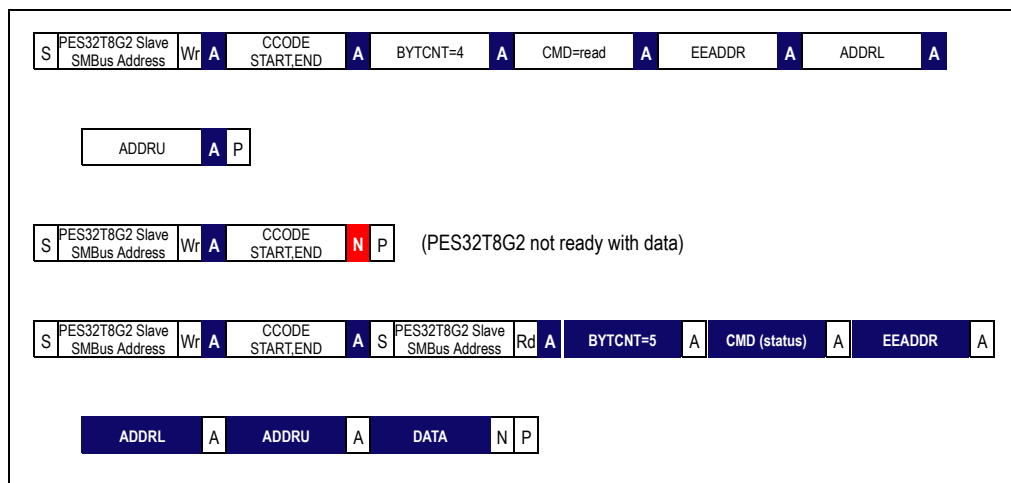 S PES32T8G2 Slave SMBus Address Wr A CCODE START,END A BYTCNT=4 A CMD=read A EEADDR A ADDRL A
ADDRU A P
S PES32T8G2 Slave SMBus Address Wr A CCODE START,END N P (PES32T8G2 not ready with data)
S PES32T8G2 Slave SMBus Address Wr A CCODE START,END A S PES32T8G2 Slave SMBus Address Rd A BYTCNT=5 A CMD (status) A EEADDR A
ADDRL A ADDRU A DATA N P